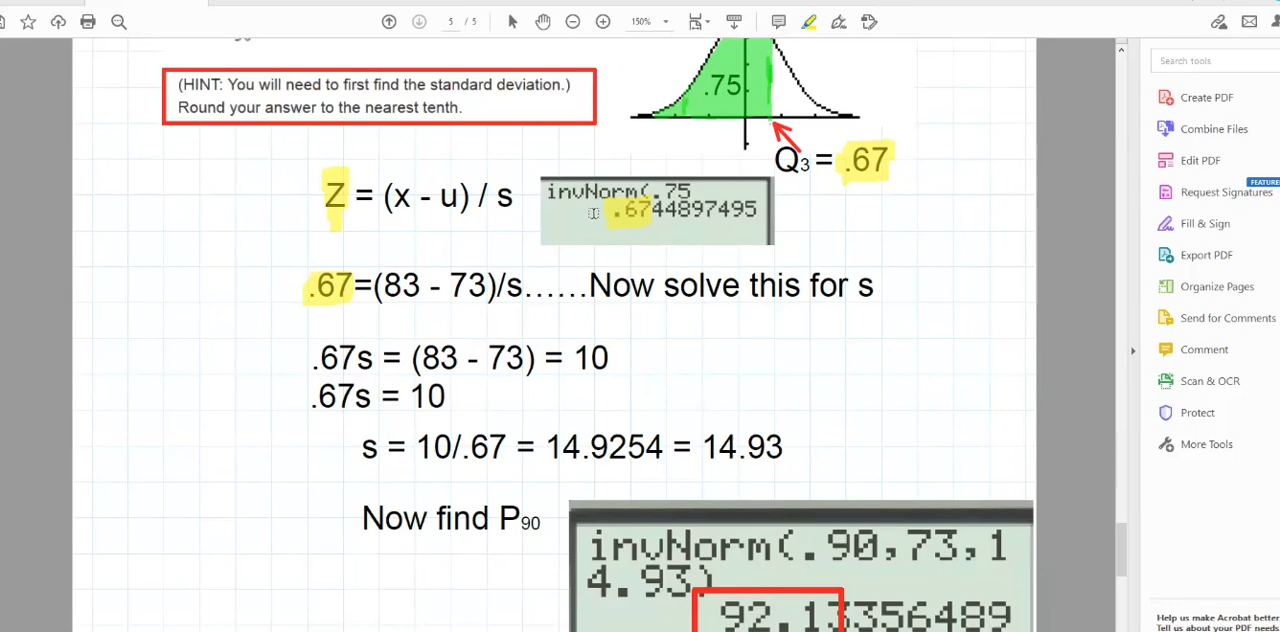 5 / 5
150%
Search tools
(HINT: You will need to first find the standard deviation.)
Round your answer to the nearest tenth.
.75
Q3 = .67
Z = (x - u) / s
invNorm(.75
.6744897495
.67=(83 - 73)/s......Now solve this for s
.67s = (83 - 73) = 10
.67s = 10
s = 10/.67 = 14.9254 = 14.93
Now find P90
invNorm(.90,73,1
4.93)
92.13356489
Create PDF
Combine Files
Edit PDF
FEATURE
Request Signatures
Fill & Sign
Export PDF
Organize Pages
Send for Comments
Comment
Scan & OCR
Protect
More Tools
Help us make Acrobat bette
Tell us about your PDF needs